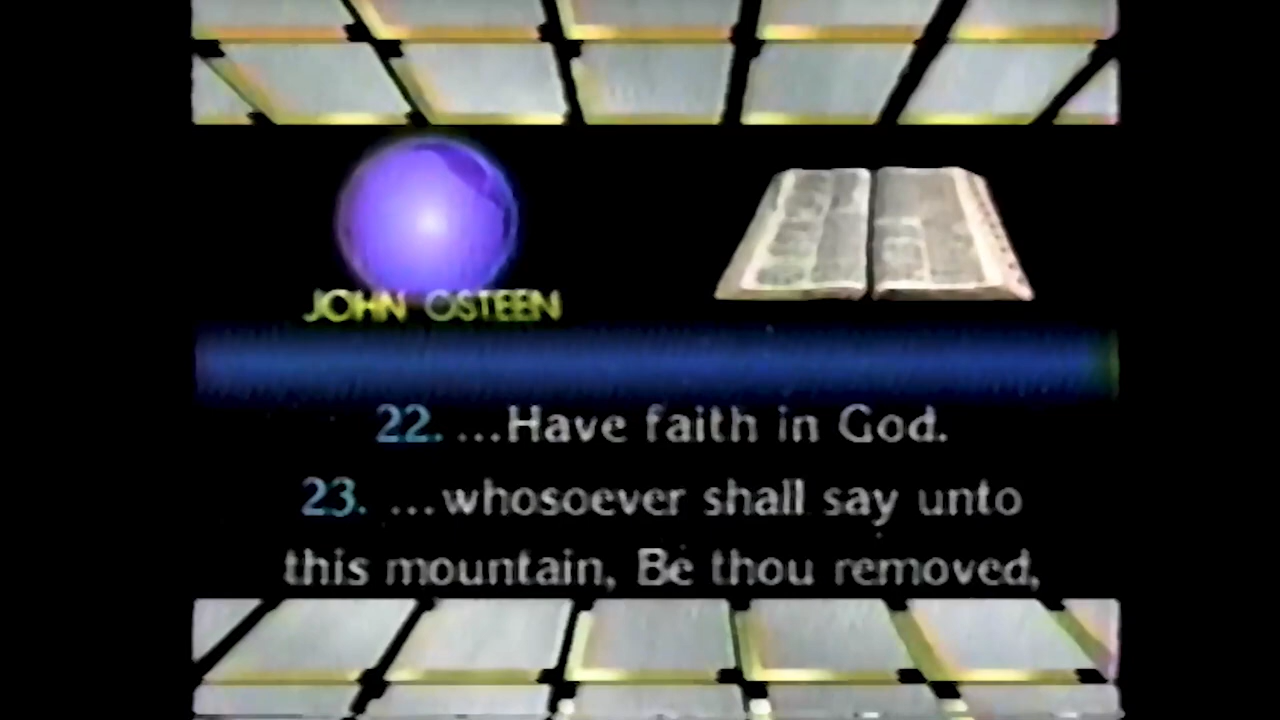 JOHN OSTEEN
22. ...Have faith in God.
23. ...whosoever shall say unto
this mountain, Be thou removed,